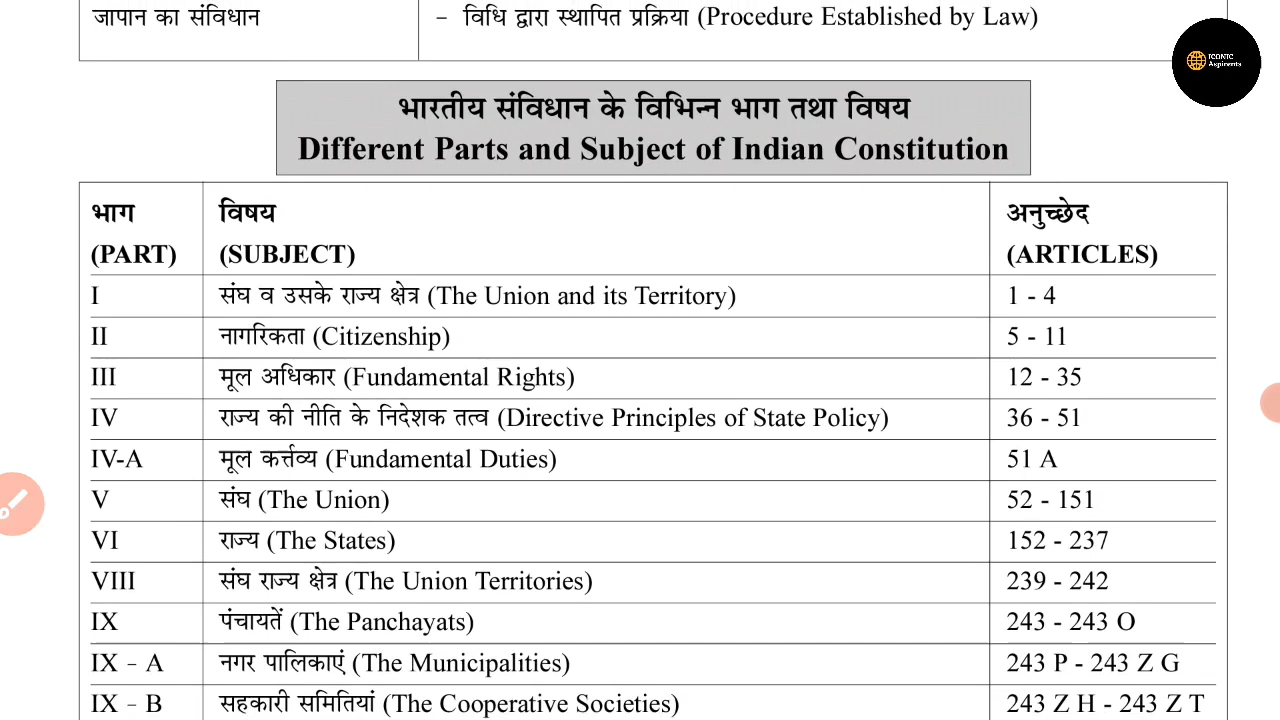 जापान का संविधान – विधि द्वारा स्थापित प्रक्रिया (Procedure Established by Law)
ICONIC
Aspirents
भारतीय संविधान के विभिन्न भाग तथा विषय
Different Parts and Subject of Indian Constitution
भाग विषय अनुच्छेद
(PART) (SUBJECT) (ARTICLES)
I संघ व उसके राज्य क्षेत्र (The Union and its Territory) 1 - 4
II नागरिकता (Citizenship) 5 - 11
III मूल अधिकार (Fundamental Rights) 12 - 35
IV राज्य की नीति के निदेशक तत्व (Directive Principles of State Policy) 36 - 51
IV-A मूल कर्त्तव्य (Fundamental Duties) 51 A
V संघ (The Union) 52 - 151
VI राज्य (The States) 152 - 237
VIII संघ राज्य क्षेत्र (The Union Territories) 239 - 242
IX पंचायतें (The Panchayats) 243 - 243 O
IX – A नगर पालिकाएं (The Municipalities) 243 P - 243 Z G
IX – B सहकारी समितियां (The Cooperative Societies) 243 Z H - 243 Z T